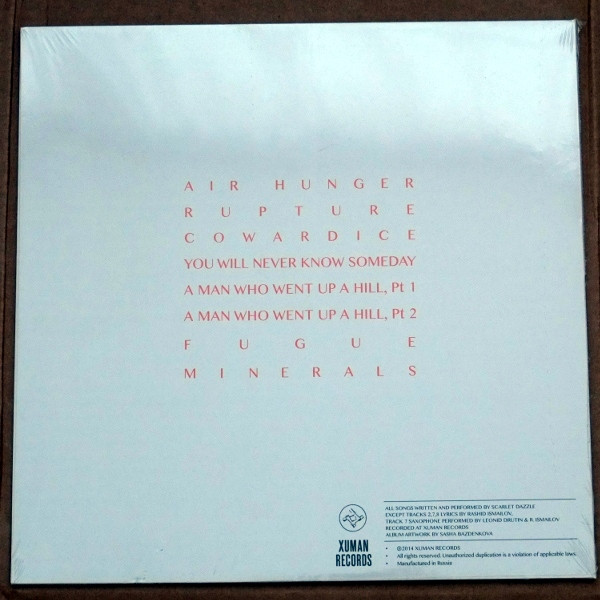 AIR HUNGER
RUPTURE
COWARDICE
YOU WILL NEVER KNOW SOMEDAY
A MAN WHO WENT UP A HILL, Pt 1
A MAN WHO WENT UP A HILL, Pt 2
FUGUE
MINERALS
XUMAN
RECORDS
ALL SONGS WRITTEN AND PERFORMED BY SCARLET DAZZLE
EXCEPT TRACKS 2,7,8 LYRICS BY RASHID ISMAILOV,
TRACK 7 SAXOPHONE PERFORMED BY LEONID DRUTIN & R. ISMAILOV
RECORDED AT XUMAN RECORDS
ALBUM ARTWORK BY SASHA BAZDENKOVA
• ©2014 XUMAN RECORDS
• All rights reserved. Unauthorized duplication is a violation of applicable laws
• Manufactured in Russia